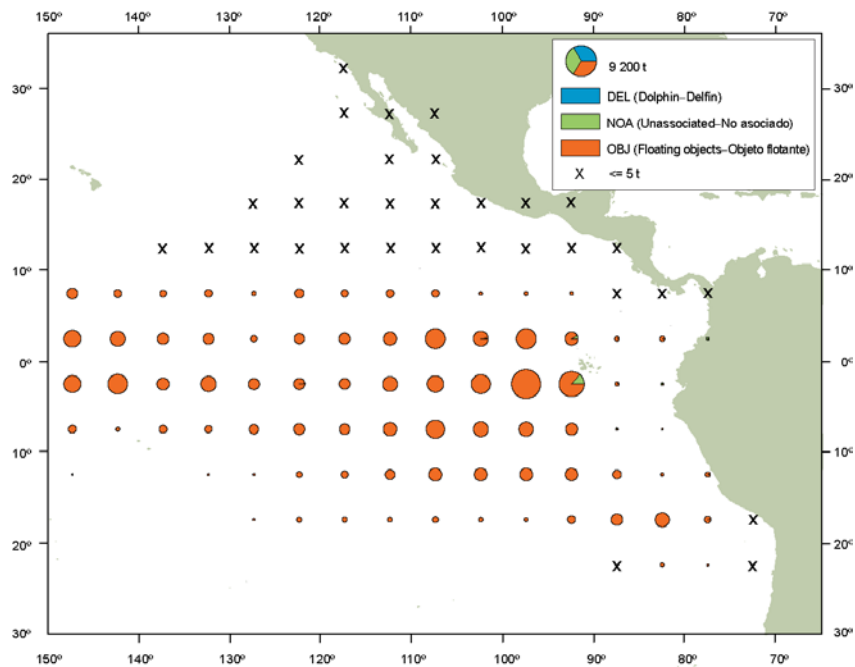 150º 140º 130º 120º 110º 100º 90º 80º 70º
9 200 t
DEL (Dolphin–Delfín)
NOA (Unassociated–No asociado)
OBJ (Floating objects–Objeto flotante)
X <= 5 t
30º 30º
20º 20º
10º 10º
0º 0º
10º 10º
20º 20º
30º 30º
150º 140º 130º 120º 110º 100º 90º 80º 70º